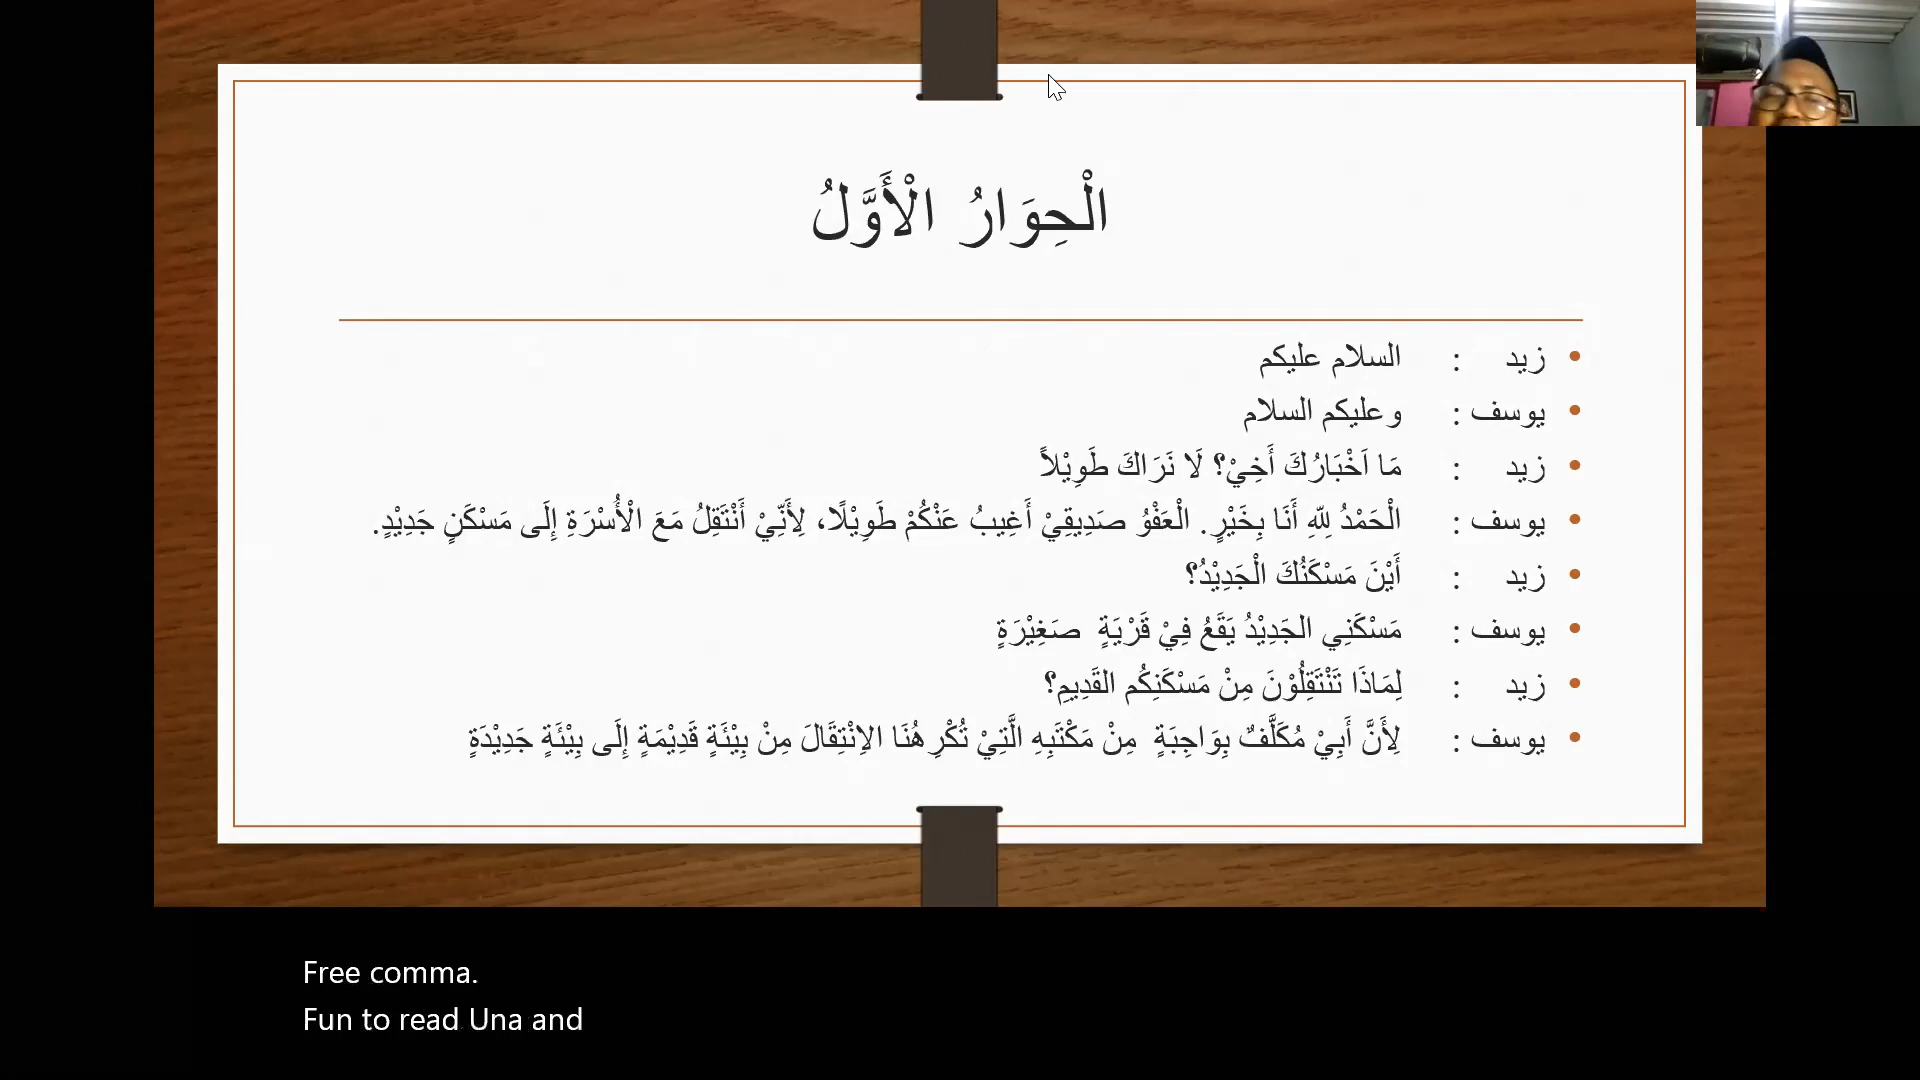 الْحِوَارُ الْأَوَّلُ
• زيد : السلام عليكم
• يوسف : وعليكم السلام
• زيد : مَا اَخْبَارُكَ أَخِيْ؟ لَا نَرَاكَ طَوِيْلاً
• يوسف : الْحَمْدُ لِلّٰهِ أَنَا بِخَيْرٍ. الْعَفْوُ صَدِيقِيْ أَغِيبُ عَنْكُمْ طَوِيْلًا، لِأَنِّيْ أَنْتَقِلُ مَعَ الْأُسْرَةِ إِلَى مَسْكَنٍ جَدِيْدٍ.
• زيد : أَيْنَ مَسْكَنُكَ الْجَدِيْدُ؟
• يوسف : مَسْكَنِي الجَدِيْدُ يَقَعُ فِيْ قَرْيَةٍ صَغِيْرَةٍ
• زيد : لِمَاذَا تَنْتَقِلُوْنَ مِنْ مَسْكَنِكُم القَدِيمِ؟
• يوسف : لِأَنَّ أَبِيْ مُكَلَّفٌ بِوَاجِبَةٍ مِنْ مَكْتَبِهِ الَّتِيْ تُكْرِهُنَا الاِنْتِقَالَ مِنْ بِيْئَةٍ قَدِيْمَةٍ إِلَى بِيْئَةٍ جَدِيْدَةٍ
Free comma.
Fun to read Una and